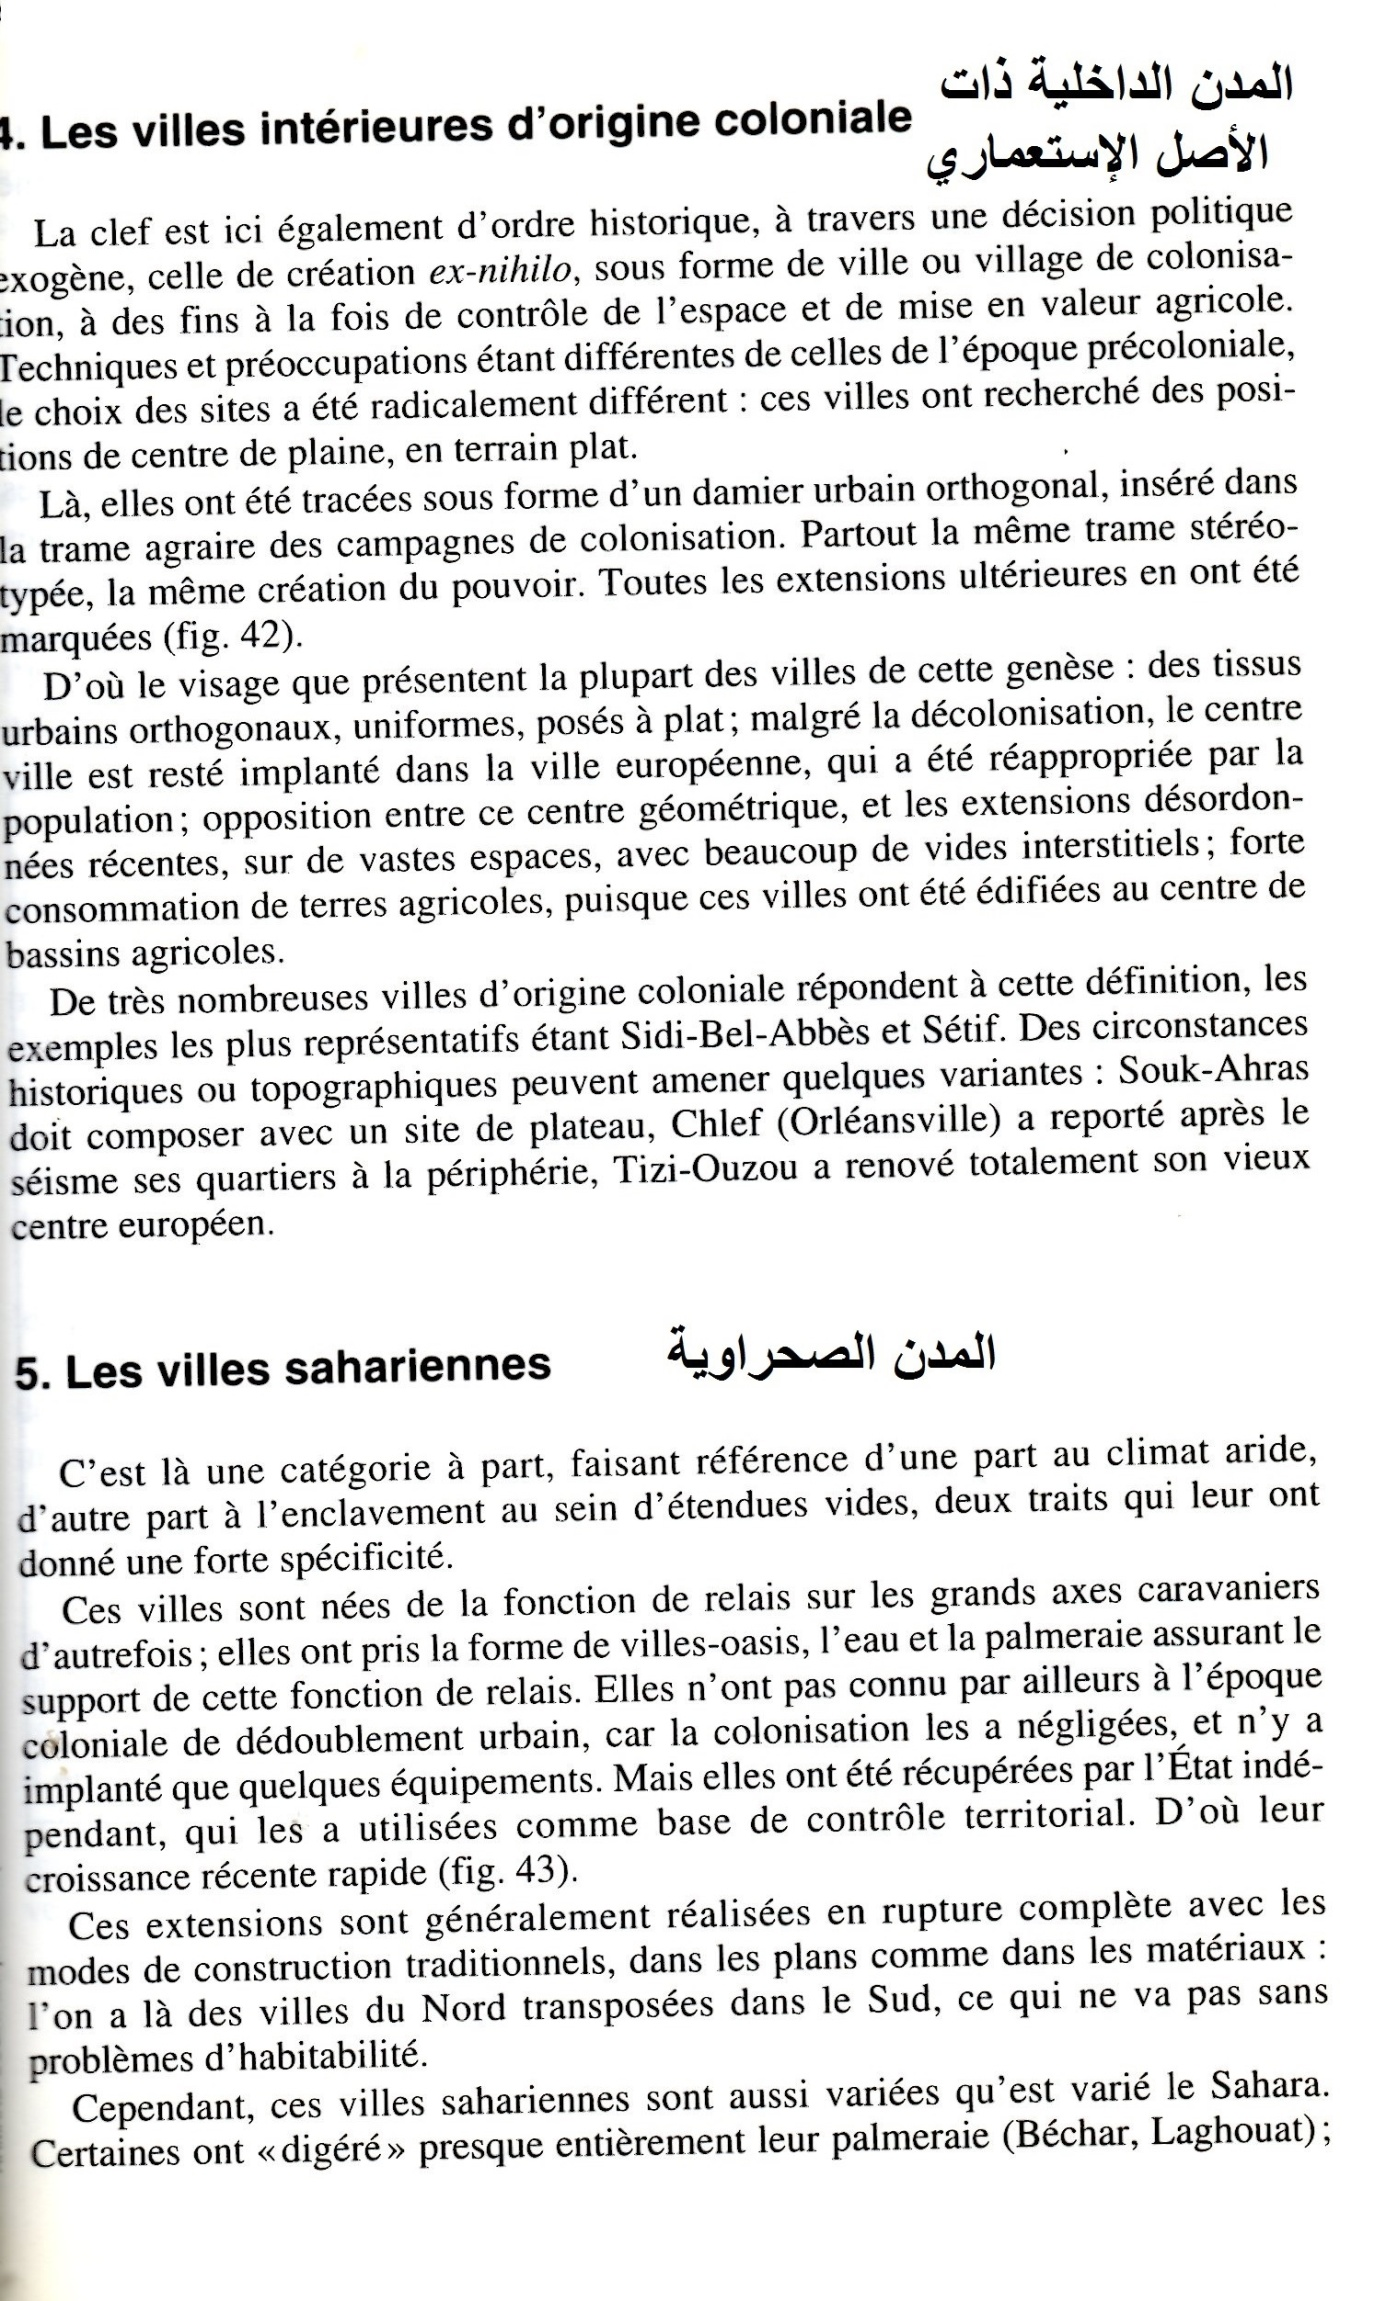 4. Les villes intérieures d'origine coloniale
المدن الداخلية ذات
الأصل الإستعماري
La clef est ici également d'ordre historique, à travers une décision politique
exogène, celle de création ex-nihilo, sous forme de ville ou village de colonisa-
tion, à des fins à la fois de contrôle de l'espace et de mise en valeur agricole.
Techniques et préoccupations étant différentes de celles de l'époque précoloniale,
le choix des sites a été radicalement différent : ces villes ont recherché des posi-
tions de centre de plaine, en terrain plat.
Là, elles ont été tracées sous forme d'un damier urbain orthogonal, inséré dans
la trame agraire des campagnes de colonisation. Partout la même trame stéréo-
typée, la même création du pouvoir. Toutes les extensions ultérieures en ont été
marquées (fig. 42).
D'où le visage que présentent la plupart des villes de cette genèse : des tissus
urbains orthogonaux, uniformes, posés à plat ; malgré la décolonisation, le centre
ville est resté implanté dans la ville européenne, qui a été réappropriée par la
population ; opposition entre ce centre géométrique, et les extensions désordon-
nées récentes, sur de vastes espaces, avec beaucoup de vides interstitiels ; forte
consommation de terres agricoles, puisque ces villes ont été édifiées au centre de
bassins agricoles.
De très nombreuses villes d'origine coloniale répondent à cette définition, les
exemples les plus représentatifs étant Sidi-Bel-Abbès et Sétif. Des circonstances
historiques ou topographiques peuvent amener quelques variantes : Souk-Ahras
doit composer avec un site de plateau, Chlef (Orléansville) a reporté après le
séisme ses quartiers à la périphérie, Tizi-Ouzou a renové totalement son vieux
centre européen.
5. Les villes sahariennes
المدن الصحراوية
C'est là une catégorie à part, faisant référence d'une part au climat aride,
d'autre part à l'enclavement au sein d'étendues vides, deux traits qui leur ont
donné une forte spécificité.
Ces villes sont nées de la fonction de relais sur les grands axes caravaniers
d'autrefois ; elles ont pris la forme de villes-oasis, l'eau et la palmeraie assurant le
support de cette fonction de relais. Elles n'ont pas connu par ailleurs à l'époque
coloniale de dédoublement urbain, car la colonisation les a négligées, et n'y a
implanté que quelques équipements. Mais elles ont été récupérées par l'État indé-
pendant, qui les a utilisées comme base de contrôle territorial. D'où leur
croissance récente rapide (fig. 43).
Ces extensions sont généralement réalisées en rupture complète avec les
modes de construction traditionnels, dans les plans comme dans les matériaux :
l'on a là des villes du Nord transposées dans le Sud, ce qui ne va pas sans
problèmes d'habitabilité.
Cependant, ces villes sahariennes sont aussi variées qu'est varié le Sahara.
Certaines ont « digéré » presque entièrement leur palmeraie (Béchar, Laghouat) ;